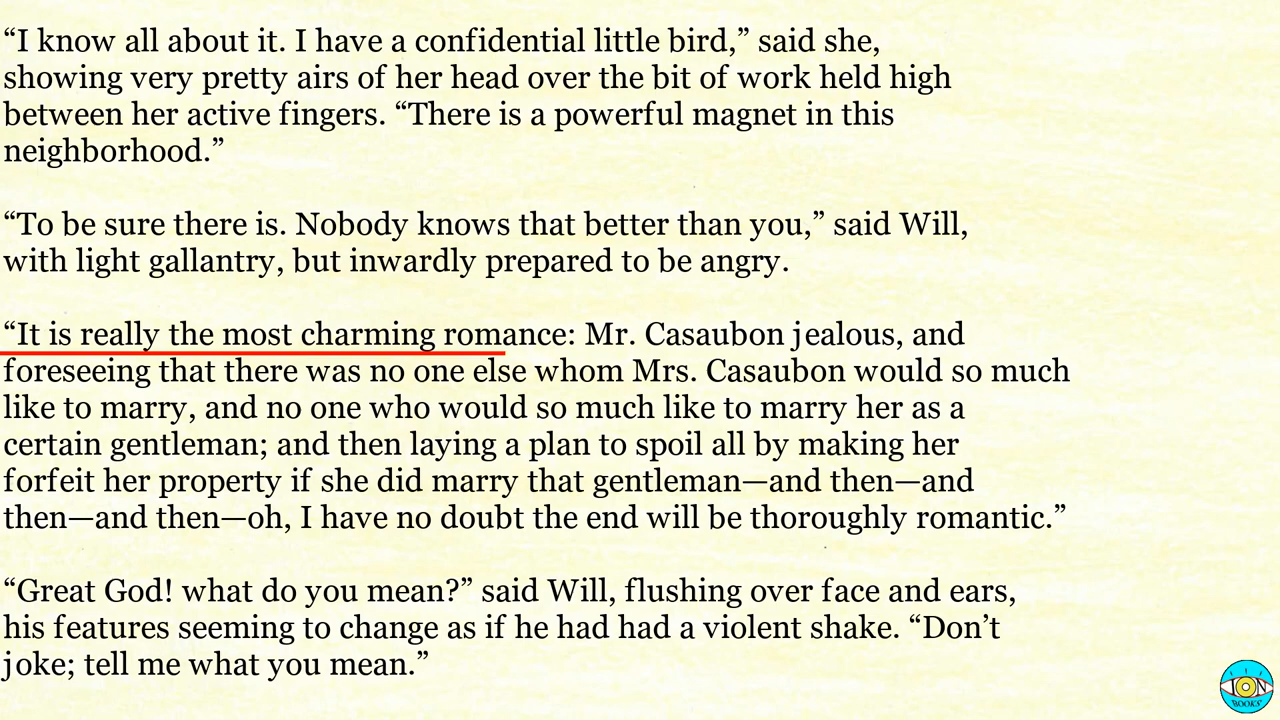 “I know all about it. I have a confidential little bird,” said she,
showing very pretty airs of her head over the bit of work held high
between her active fingers. “There is a powerful magnet in this
neighborhood.”
“To be sure there is. Nobody knows that better than you,” said Will,
with light gallantry, but inwardly prepared to be angry.
“It is really the most charming romance: Mr. Casaubon jealous, and
foreseeing that there was no one else whom Mrs. Casaubon would so much
like to marry, and no one who would so much like to marry her as a
certain gentleman; and then laying a plan to spoil all by making her
forfeit her property if she did marry that gentleman—and then—and
then—and then—oh, I have no doubt the end will be thoroughly romantic.”
“Great God! what do you mean?” said Will, flushing over face and ears,
his features seeming to change as if he had had a violent shake. “Don’t
joke; tell me what you mean.”
ION
BOOKS